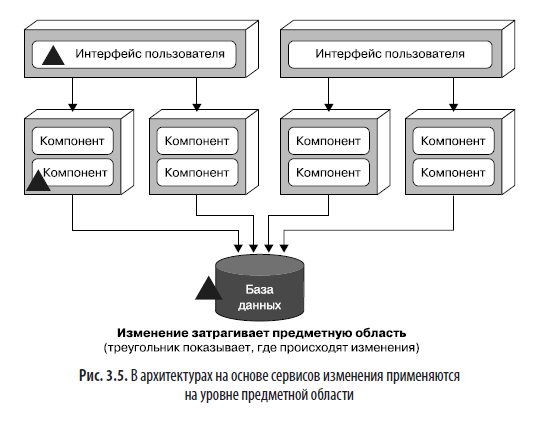 Интерфейс пользователя
Интерфейс пользователя
Компонент
Компонент
Компонент
Компонент
Компонент
Компонент
Компонент
Компонент
База
данных
Изменение затрагивает предметную область
(треугольник показывает, где происходят изменения)
Рис. 3.5. В архитектурах на основе сервисов изменения применяются
на уровне предметной области